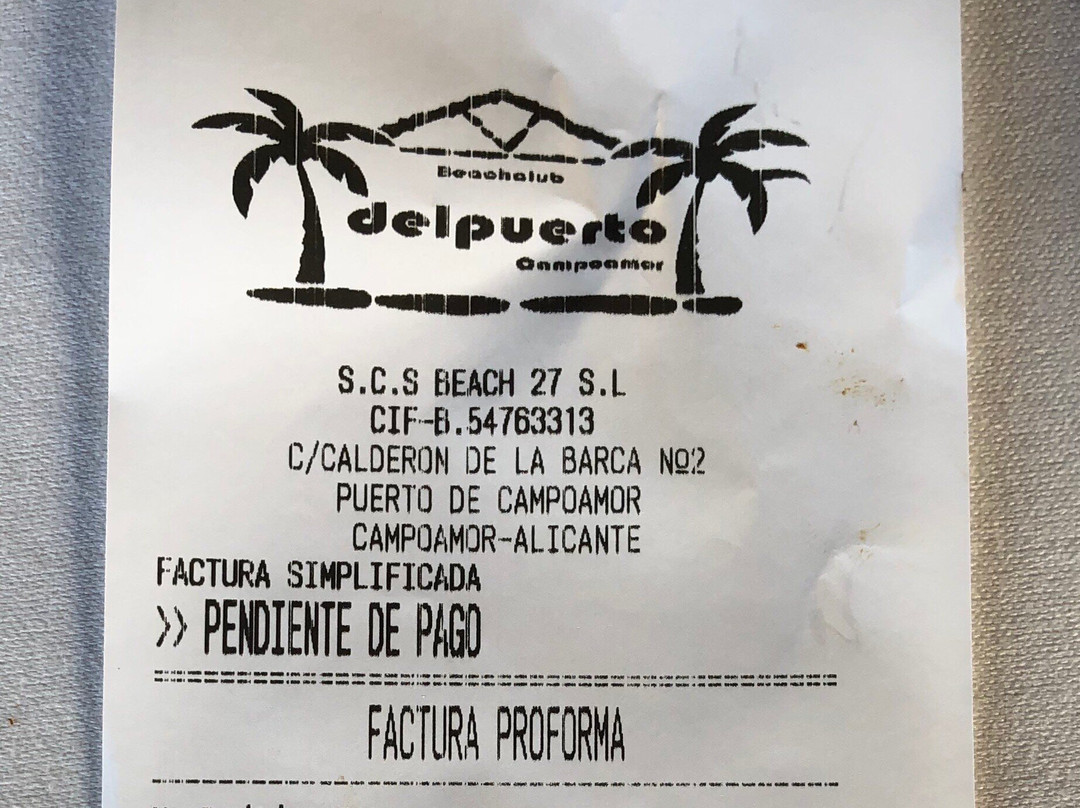 Beachclub
delpuerto
Campoamor
S.C.S BEACH 27 S.L
CIF-B.54763313
C/CALDERON DE LA BARCA Nº2
PUERTO DE CAMPOAMOR
CAMPOAMOR-ALICANTE
FACTURA SIMPLIFICADA
>> PENDIENTE DE PAGO
FACTURA PROFORMA